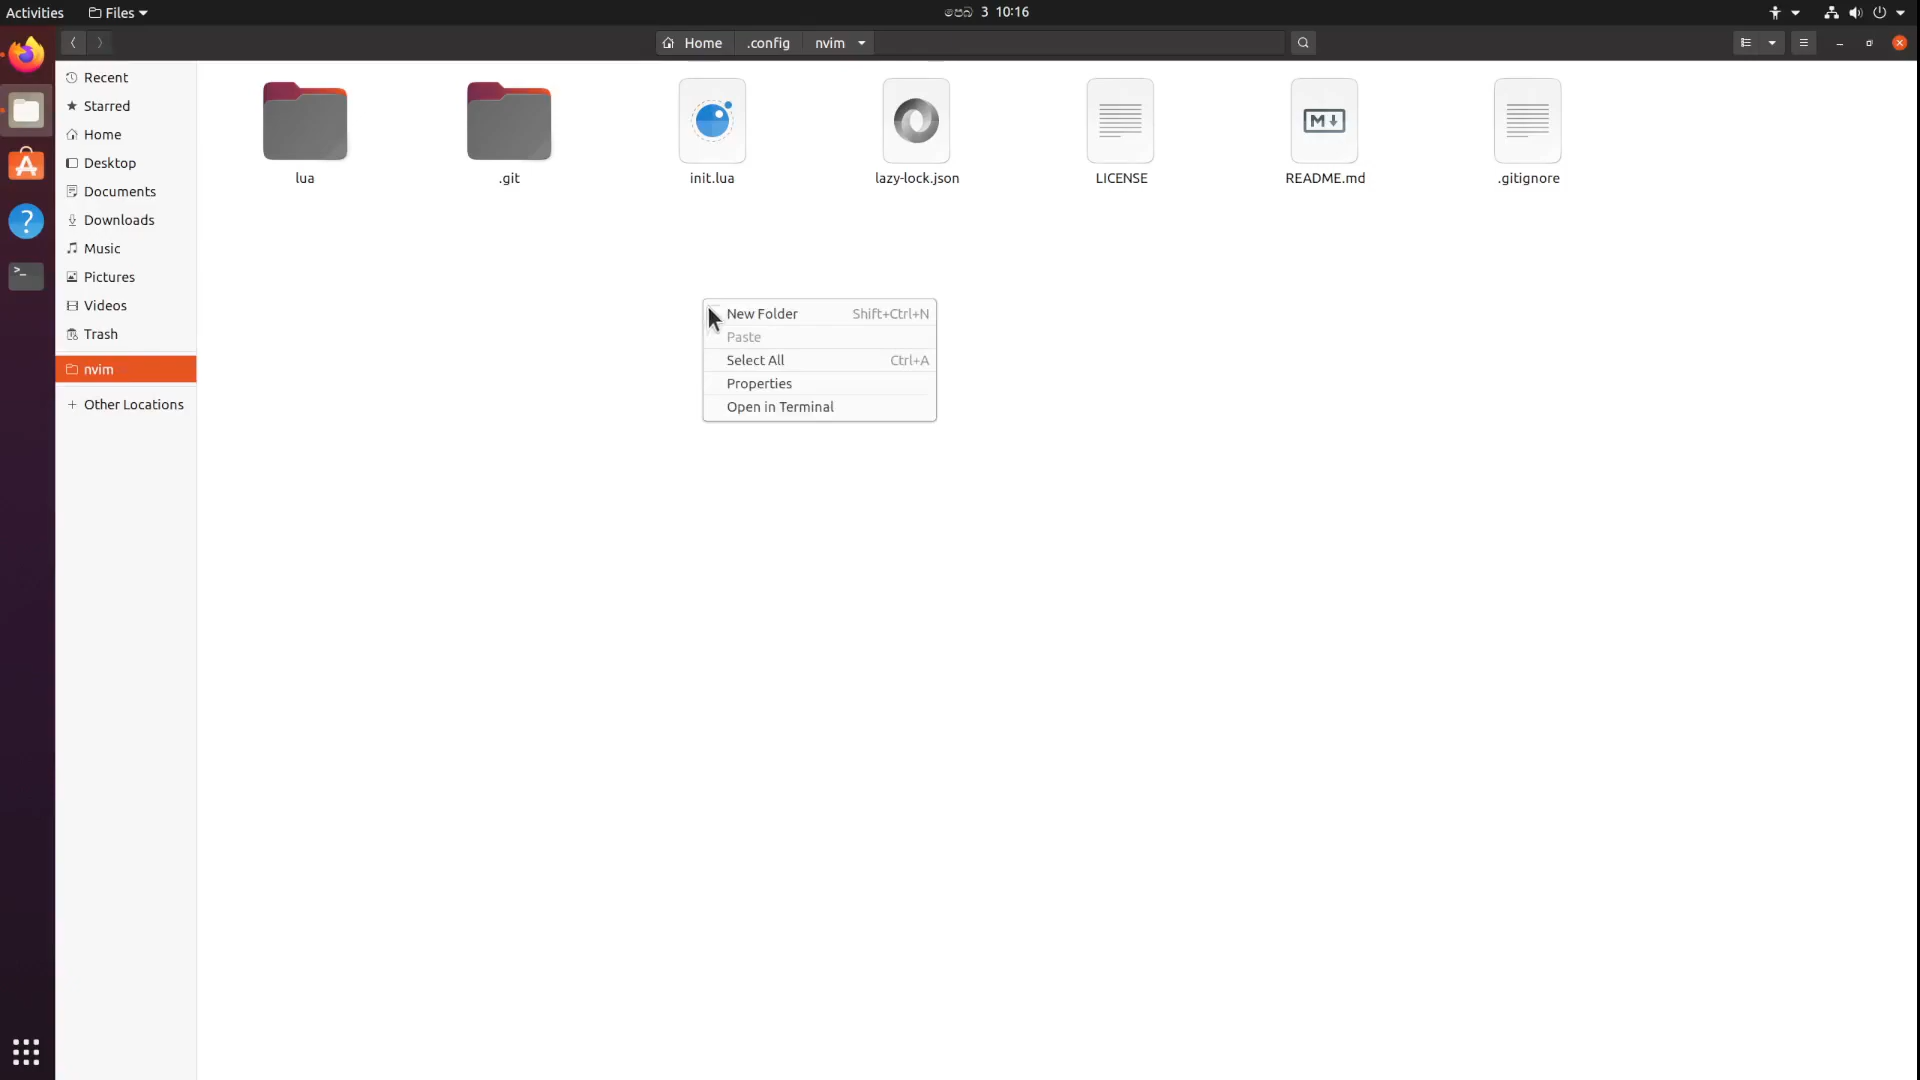 Activities Files පෙබ 3 10:16
Home .config nvim
Recent
Starred
Home
Desktop
Documents
Downloads
Music
Pictures
Videos
Trash
nvim
Other Locations
lua .git init.lua lazy-lock.json LICENSE README.md .gitignore
New Folder Shift+Ctrl+N
Paste
Select All Ctrl+A
Properties
Open in Terminal